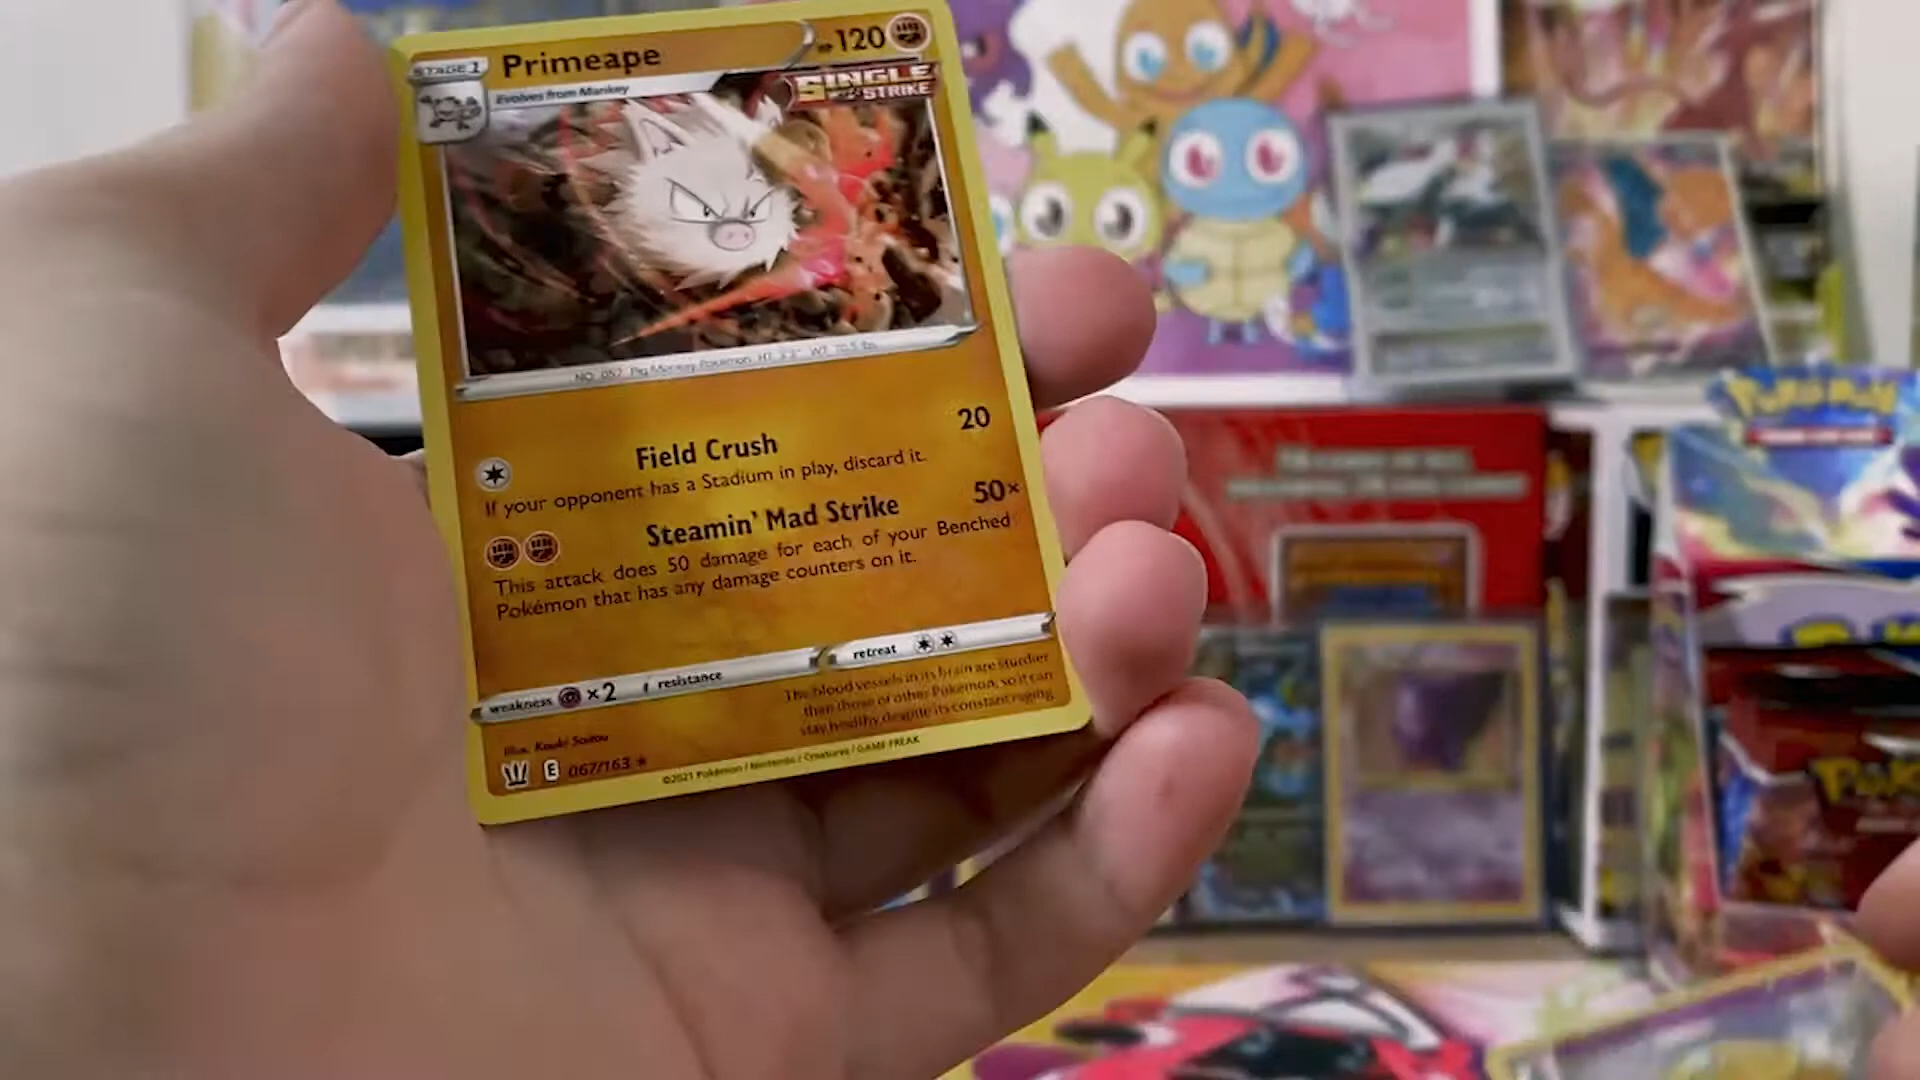 STAGE 1
Primeape
HP 120
Evolves from Mankey
SINGLE
STRIKE
NO. 057 Pig Monkey Pokémon HT 3'3" WT 70.5 lbs
Field Crush
20
If your opponent has a Stadium in play, discard it.
Steamin' Mad Strike
50×
This attack does 50 damage for each of your Benched
Pokémon that has any damage counters on it.
weakness ×2 resistance retreat
The blood vessels in its brain are sturdier
than those of other Pokémon, so it can
stay healthy despite its constant raging.
Illus. Kouki Saitou
E 067/163 ★
©2021 Pokémon / Nintendo / Creatures / GAME FREAK
POKéMON